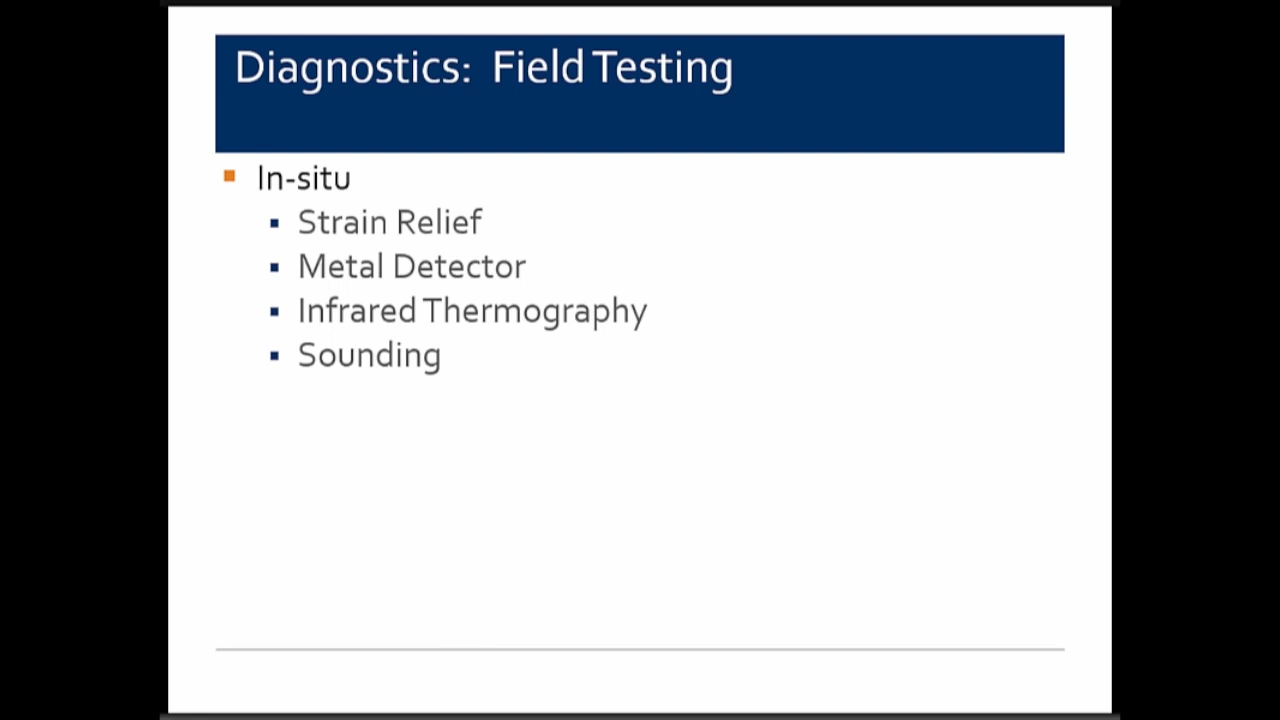 Diagnostics: Field Testing
In-situ
Strain Relief
Metal Detector
Infrared Thermography
Sounding